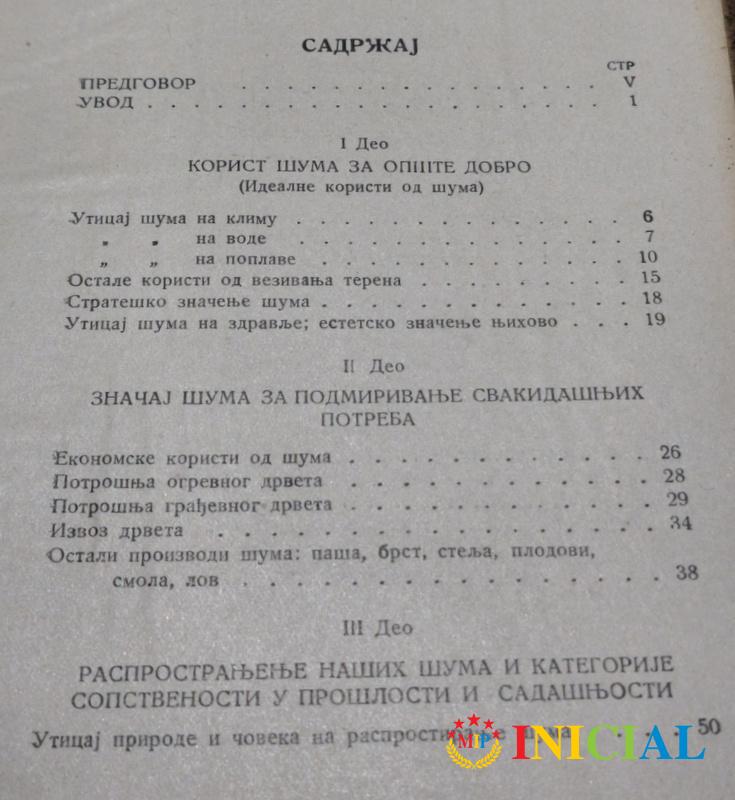 САДРЖАЈ
СТР
ПРЕДГОВОР . . . . . . . . . . . . . . . . V
УВОД . . . . . . . . . . . . . . . . . . . . 1
I Део
КОРИСТ ШУМА ЗА ОПШТЕ ДОБРО
(Идеалне користи од шума)
Утицај шума на климу . . . . . . . . . . . . . . 6
„ „ на воде . . . . . . . . . . . . . . 7
„ „ на поплаве . . . . . . . . . . . . . 10
Остале користи од везивања терена . . . . . . . . . 15
Стратешко значење шума . . . . . . . . . . . . . 18
Утицај шума на здравље; естетско значење њихово . . . 19
II Део
ЗНАЧАЈ ШУМА ЗА ПОДМИРИВАЊЕ СВАКИДАШЊИХ
ПОТРЕБА
Економске користи од шума . . . . . . . . . . . . 26
Потрошња огревног дрвета . . . . . . . . . . . . 28
Потрошња грађевног дрвета . . . . . . . . . . . . 29
Извоз дрвета . . . . . . . . . . . . . . . . . 34
Остали производи шума: паша, брст, стеља, плодови,
смола, лов . . . . . . . . . . . . . . . . 38
III Део
РАСПРОСТРАЊЕЊЕ НАШИХ ШУМА И КАТЕГОРИЈЕ
СОПСТВЕНОСТИ У ПРОШЛОСТИ И САДАШЊОСТИ
Утицај природе и човека на распростирање шума . . . . 50
MP INICIAL